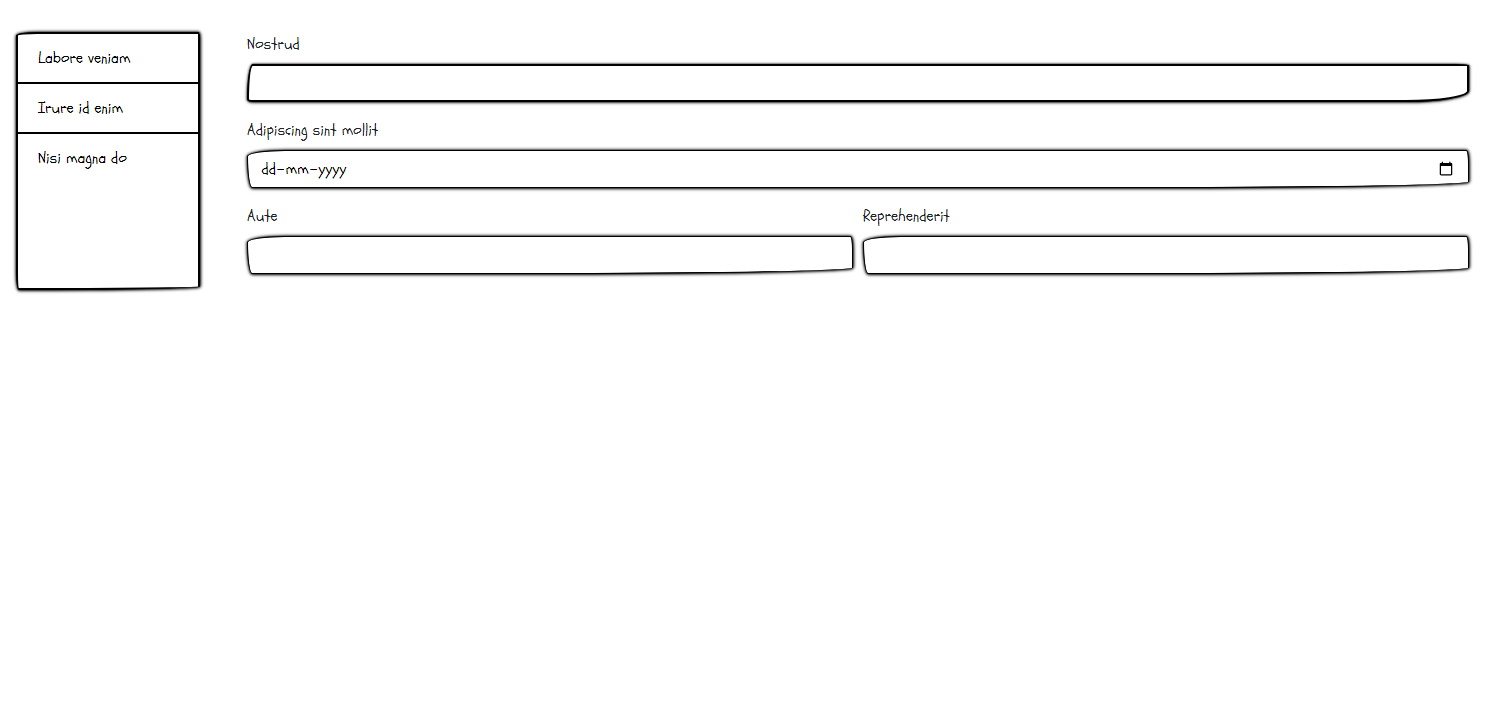 Labore veniam
Irure id enim
Nisi magna do
Nostrud
Adipiscing sint mollit
dd-mm-yyyy
Aute
Reprehenderit